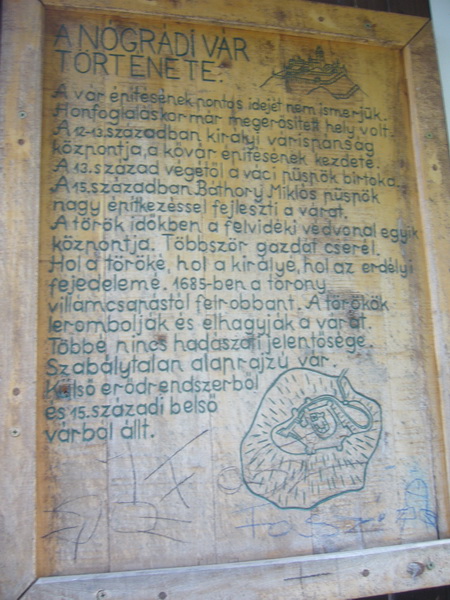 A NÓGRÁDI VÁR
TÖRTÉNETE:
A vár építésének pontos idejét nem ismerjük.
Honfoglaláskor már megerősített hely volt.
A 12-13.században királyi várispánság
központja, a kővár építésének kezdete.
A 13. század végétől a váci püspök birtoka.
A 15. században Báthory Miklós püspök
nagy építkezéssel fejleszti a várat.
A török időkben a felvidéki védvonal egyik
központja. Többször gazdát cserél.
Hol a töröké, hol a királyé, hol az erdélyi
fejedelemé. 1685-ben a torony
villámcsapástól felrobbant. A törökök
lerombolják és elhagyják a várat.
Többé nincs hadászati jelentősége.
Szabálytalan alaprajzú vár.
Külső erődrendszerből
és 15. századi belső
várból állt.